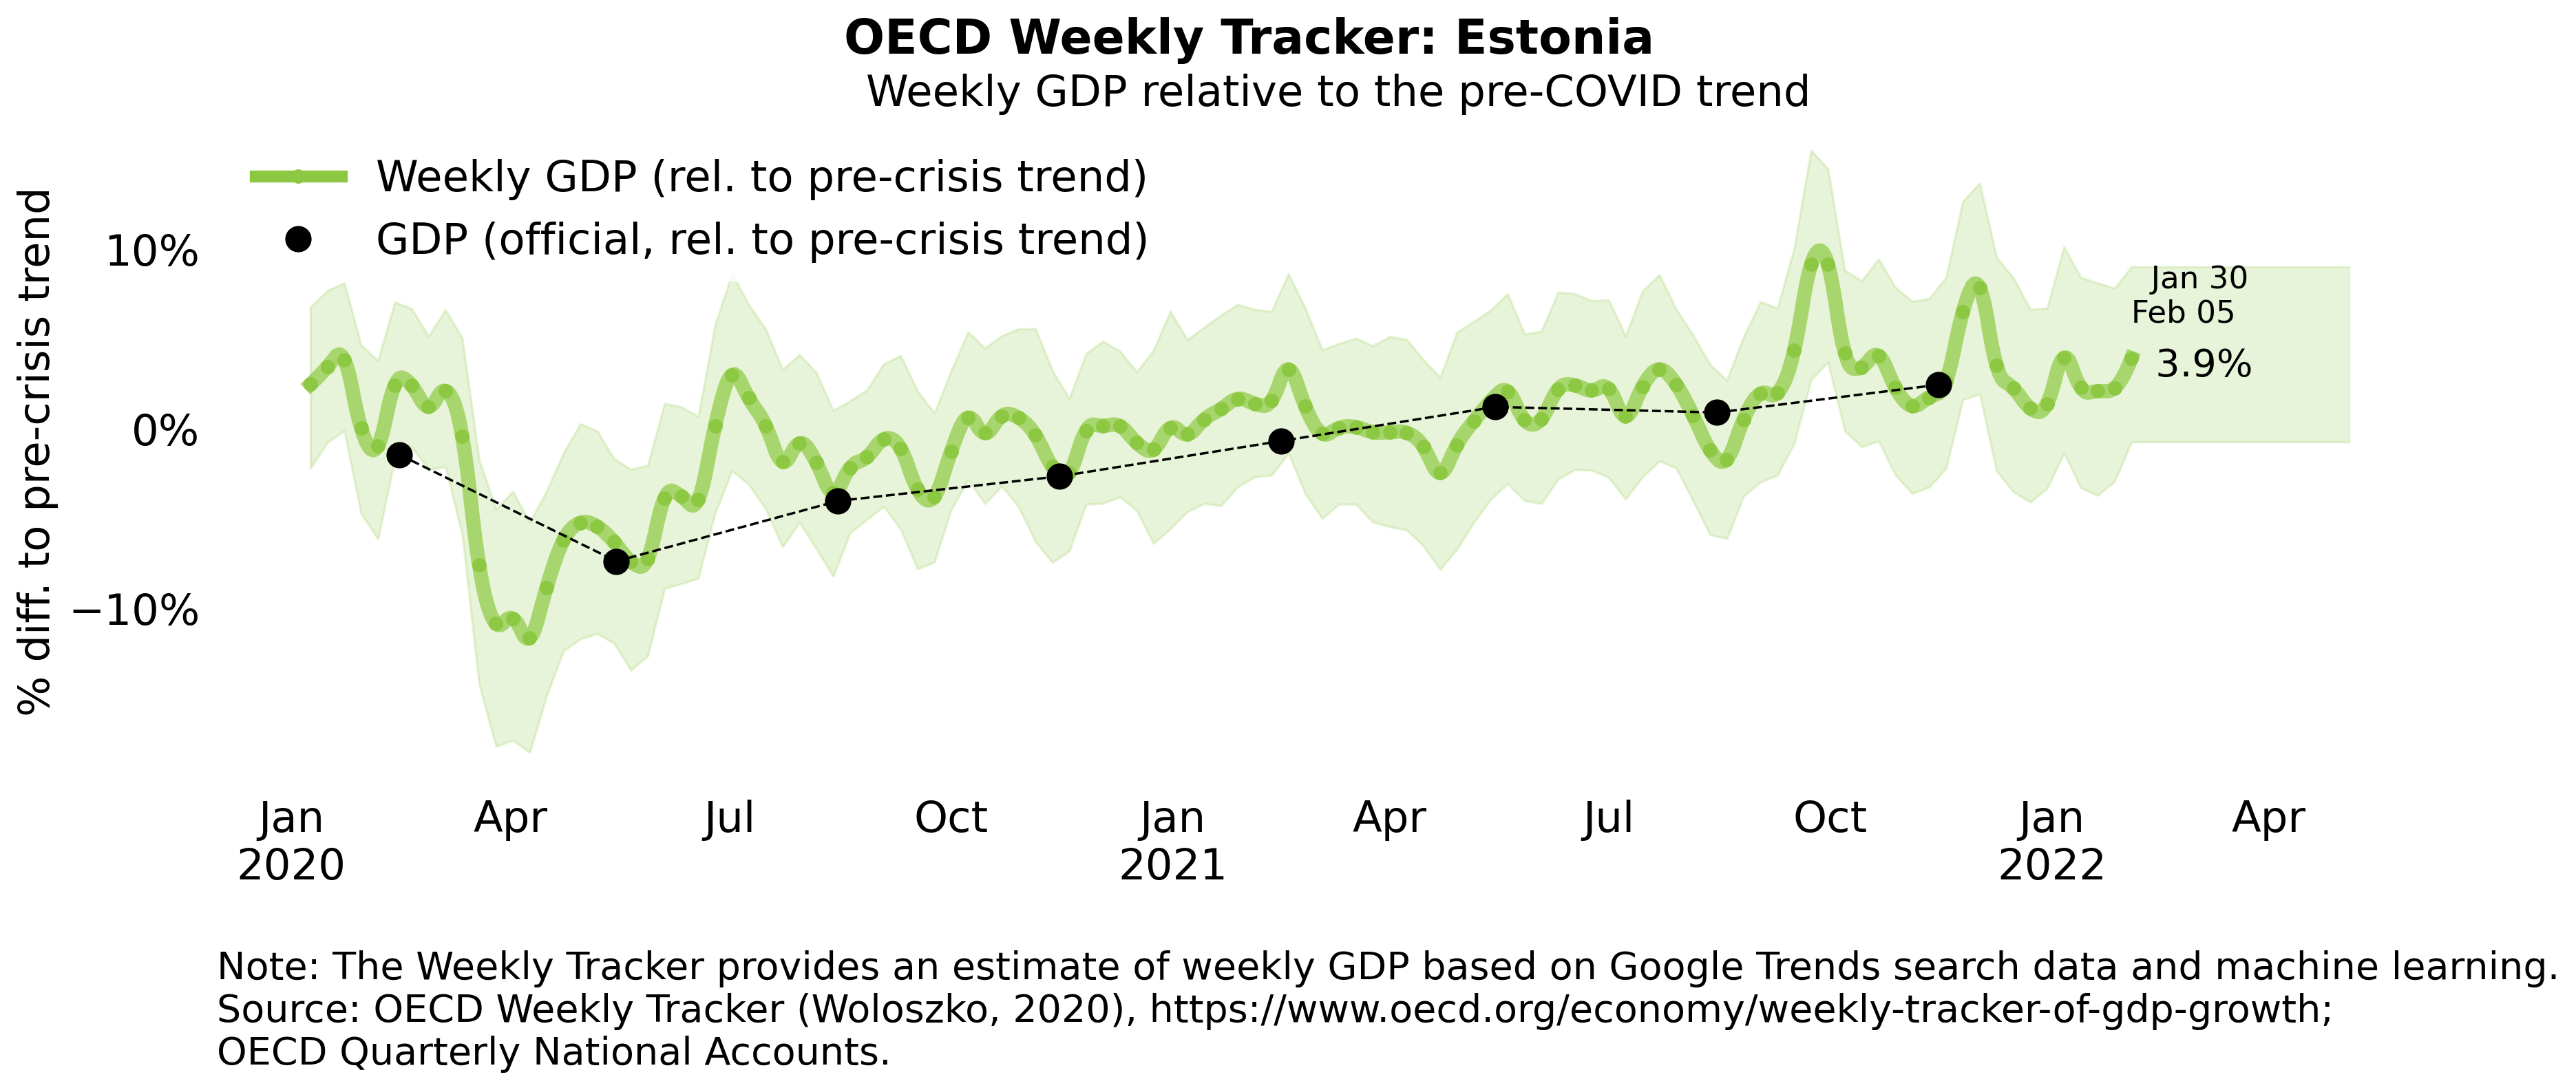 OECD Weekly Tracker: Estonia
Weekly GDP relative to the pre-COVID trend
Weekly GDP (rel. to pre-crisis trend)
GDP (official, rel. to pre-crisis trend)
% diff. to pre-crisis trend
10%
0%
−10%
Jan 30
Feb 05
3.9%
Jan
2020
Apr
Jul
Oct
Jan
2021
Apr
Jul
Oct
Jan
2022
Apr
Note: The Weekly Tracker provides an estimate of weekly GDP based on Google Trends search data and machine learning.
Source: OECD Weekly Tracker (Woloszko, 2020), https://www.oecd.org/economy/weekly-tracker-of-gdp-growth;
OECD Quarterly National Accounts.